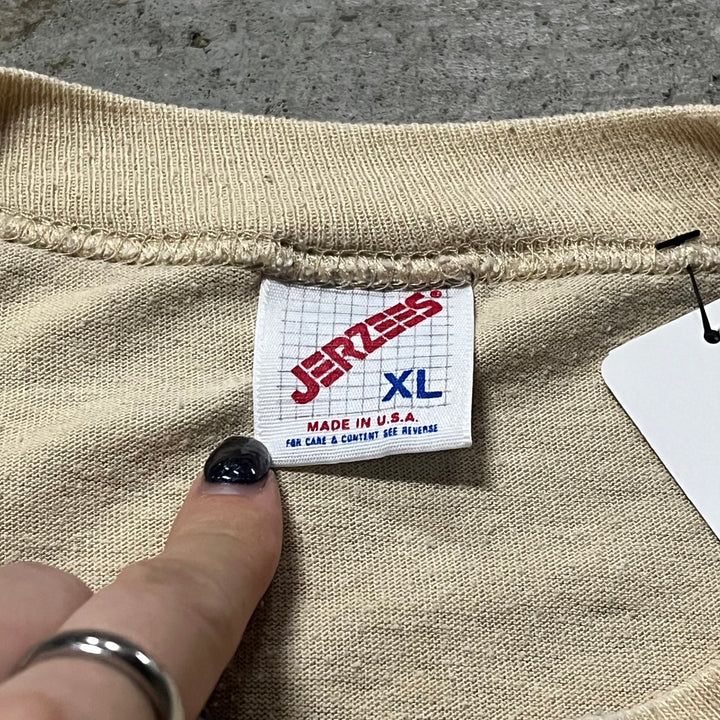 JERZEES®
XL
MADE IN U.S.A.
FOR CARE & CONTENT SEE REVERSE